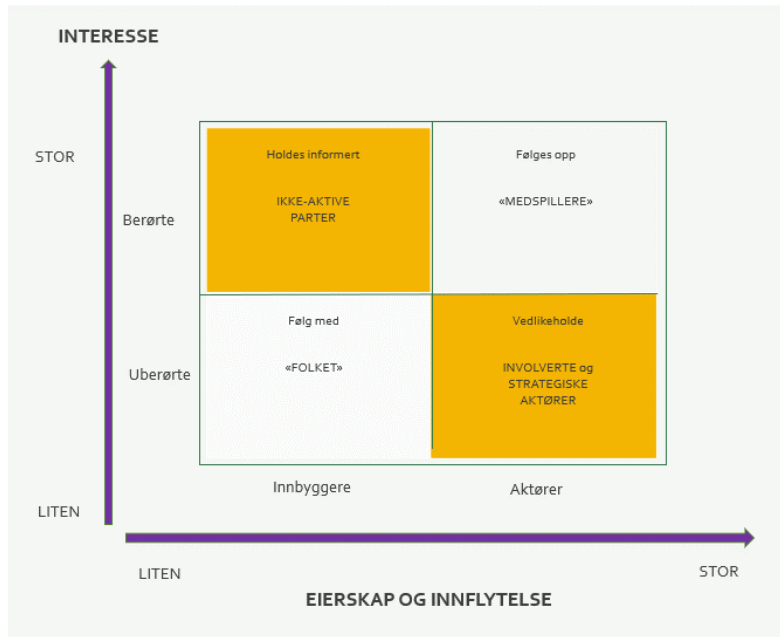 INTERESSE
STOR
Holdes informert
IKKE-AKTIVE
PARTER
Følges opp
«MEDSPILLERE»
Berørte
Følg med
«FOLKET»
Vedlikeholde
INVOLVERTE og
STRATEGISKE
AKTØRER
Uberørte
Innbyggere
Aktører
LITEN
LITEN
STOR
EIERSKAP OG INNFLYTELSE